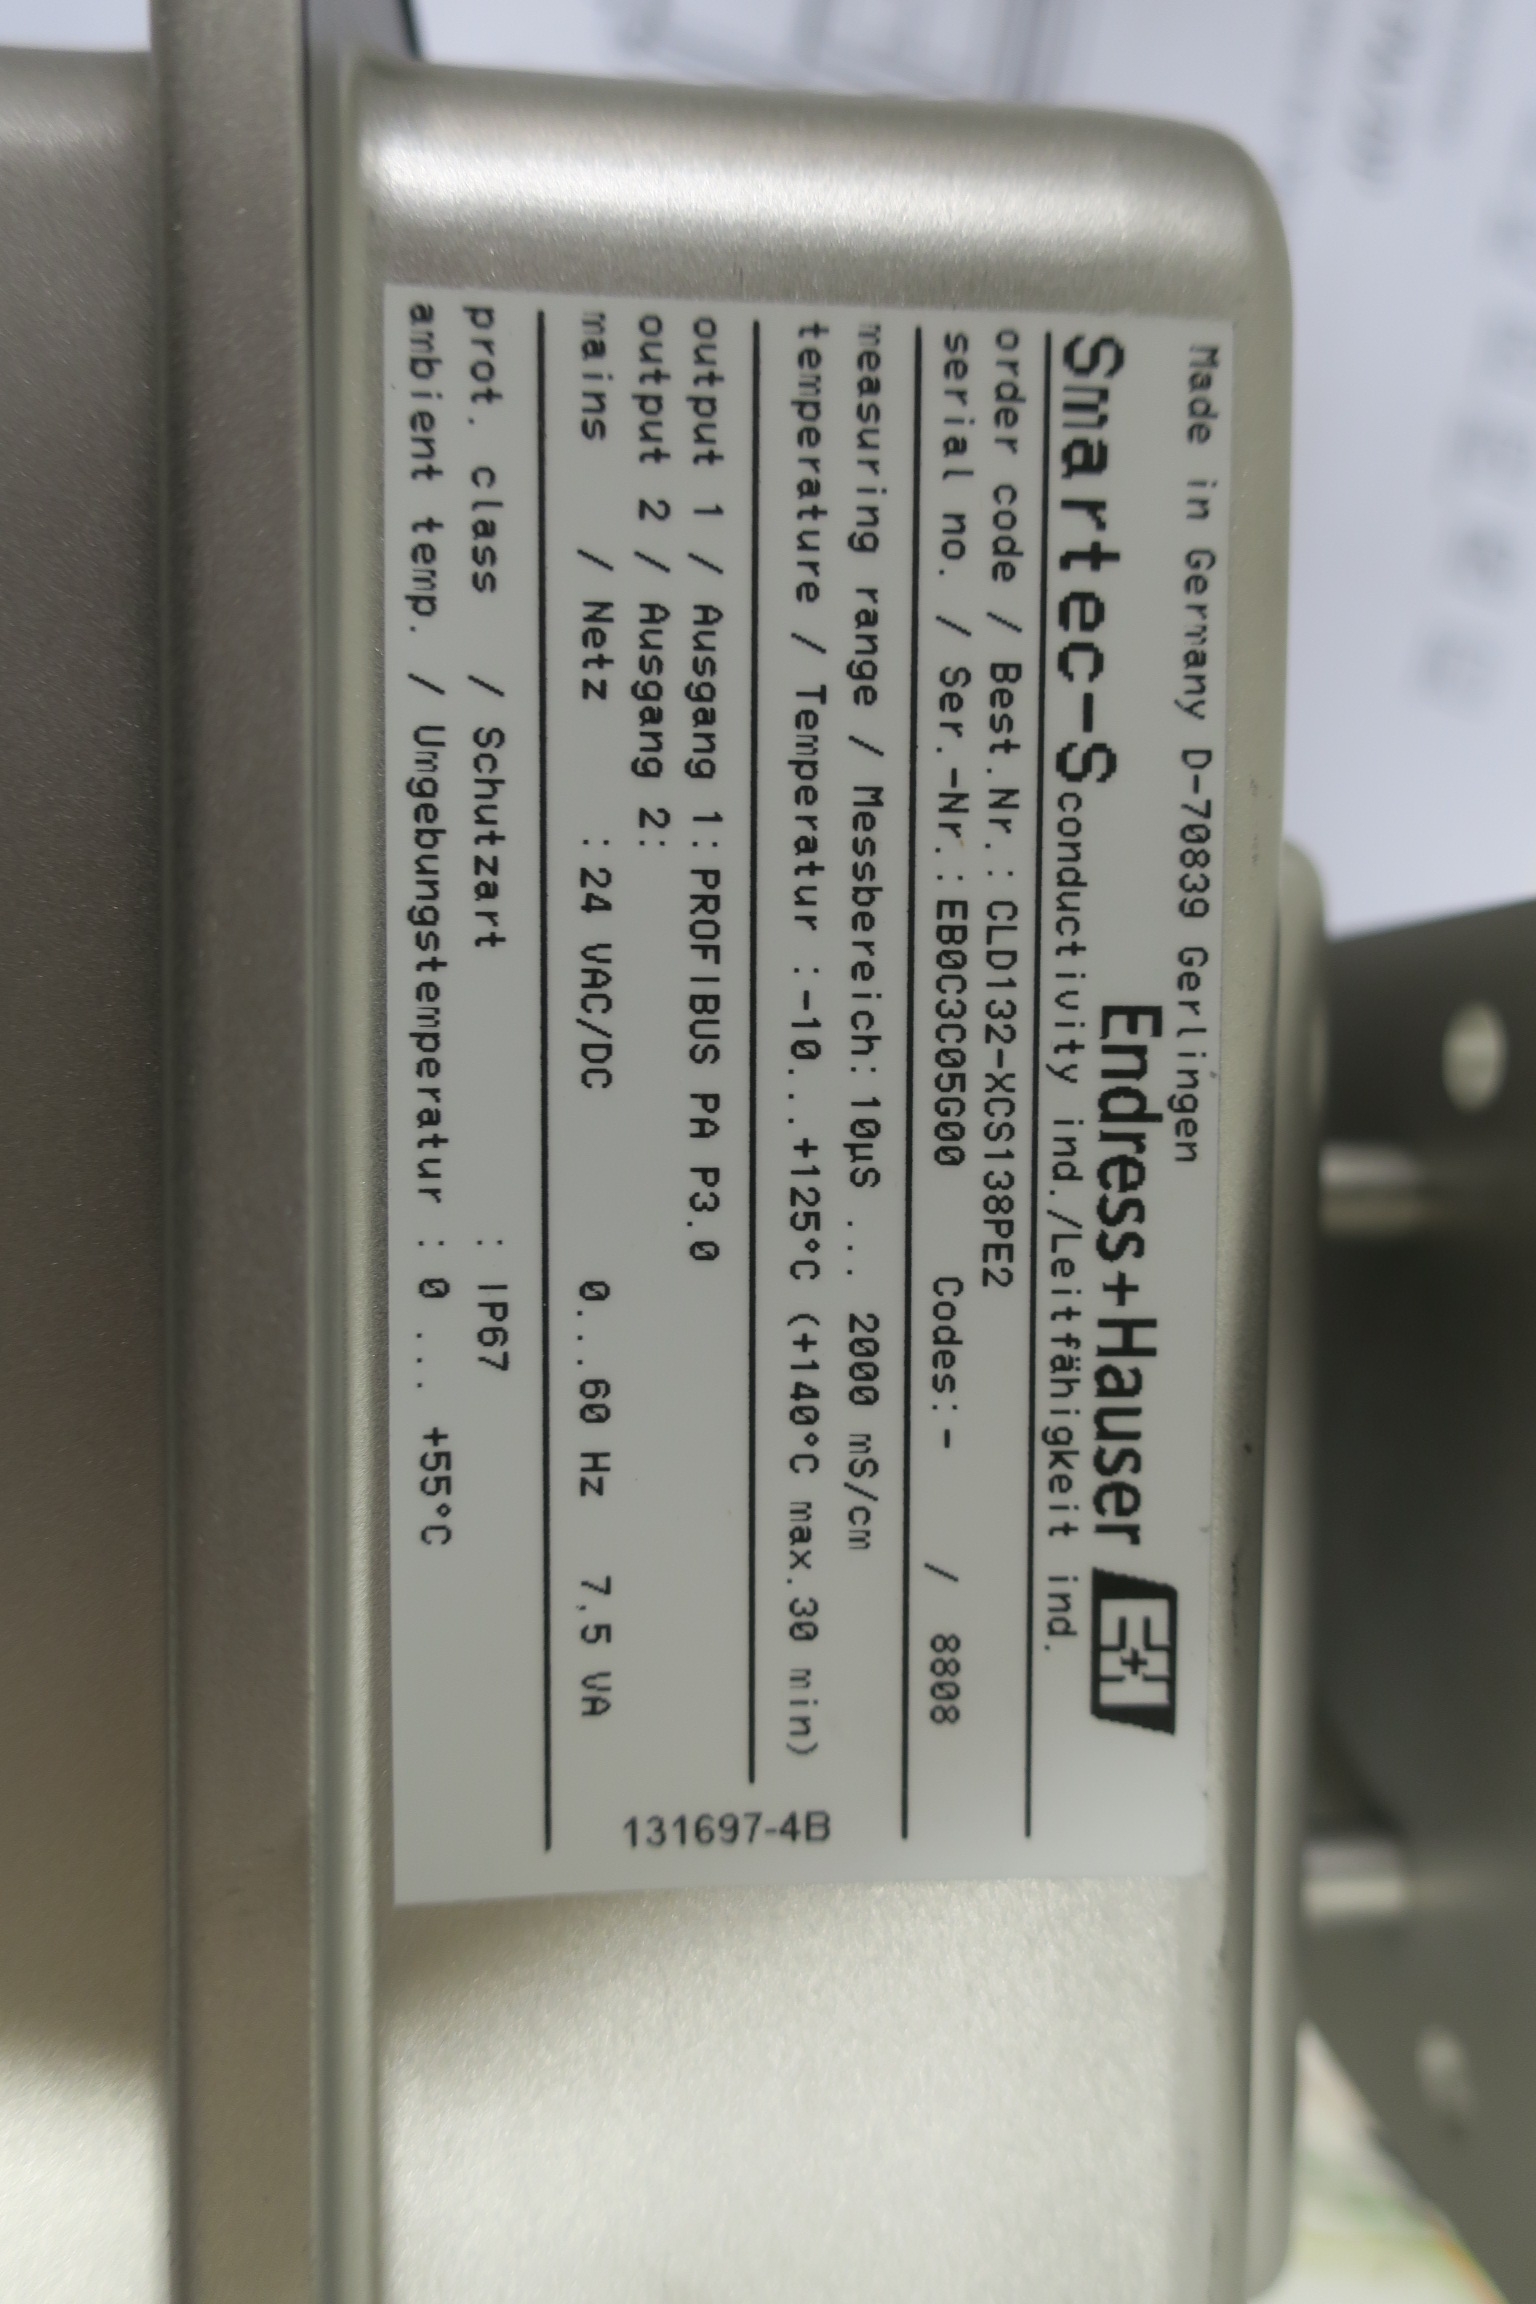 Made in Germany D-70839 Gerlingen
Endress+Hauser E+H
Smartec-S conductivity ind./Leitfähigkeit ind.
order code / Best.Nr. : CLD132-XCS138PE2
serial no. / Ser.-Nr. : EB0C3C05G00 Codes: - / 8808
measuring range / Messbereich: 10µS ... 2000 mS/cm
temperature / Temperatur : -10...+125°C (+140°C max.30 min)
output 1 / Ausgang 1: PROFIBUS PA P3.0
output 2 / Ausgang 2:
mains / Netz : 24 VAC/DC 0...60 Hz 7,5 VA
prot. class / Schutzart : IP67
ambient temp. / Umgebungstemperatur : 0 ... +55°C
131697-4B